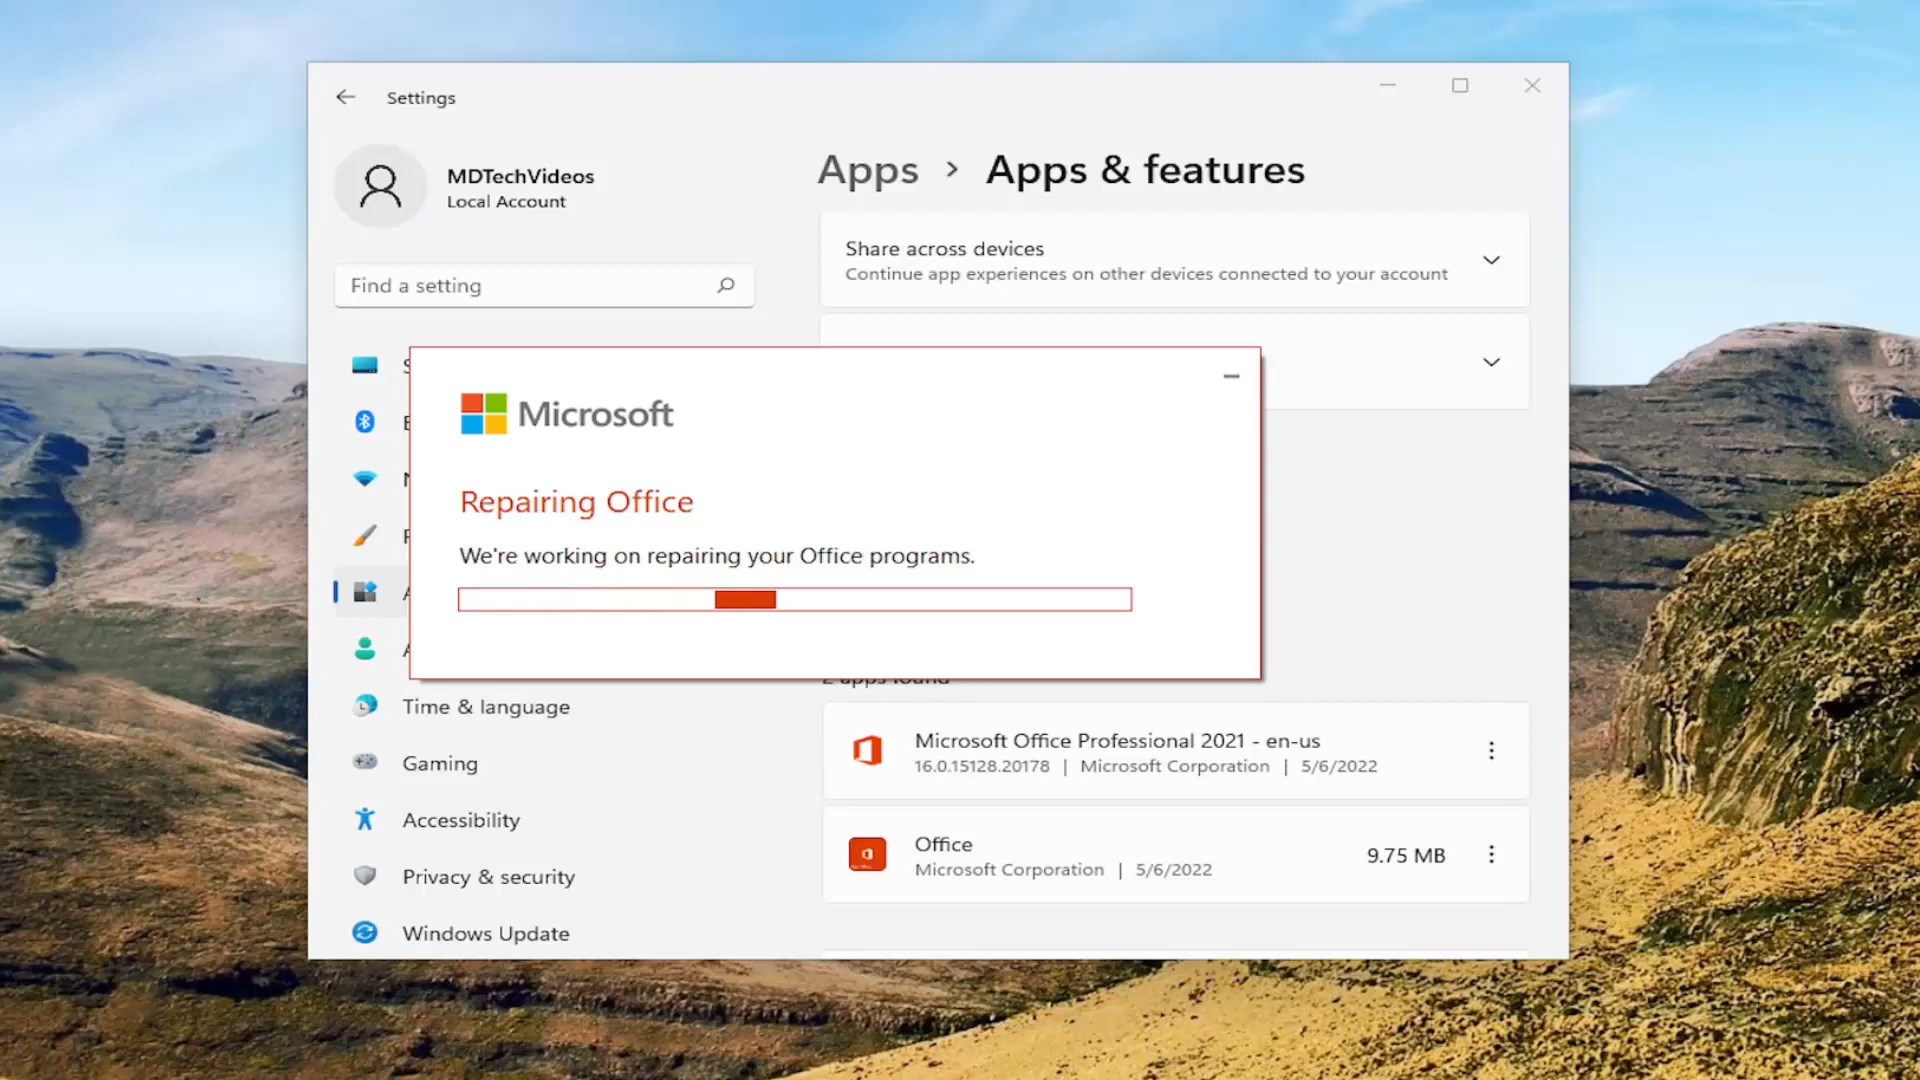 Settings
MDTechVideos
Local Account
Find a setting
Apps > Apps & features
Share across devices
Continue app experiences on other devices connected to your account
Microsoft
Repairing Office
We're working on repairing your Office programs.
2 apps found
Time & language
Gaming
Accessibility
Privacy & security
Windows Update
Microsoft Office Professional 2021 - en-us
16.0.15128.20178 | Microsoft Corporation | 5/6/2022
Office
Microsoft Corporation | 5/6/2022
9.75 MB